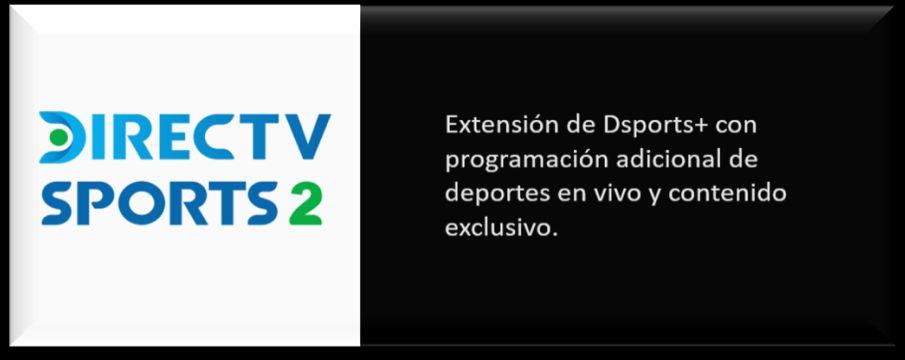 DIRECTV
SPORTS 2
Extensión de Dsports+ con
programación adicional de
deportes en vivo y contenido
exclusivo.